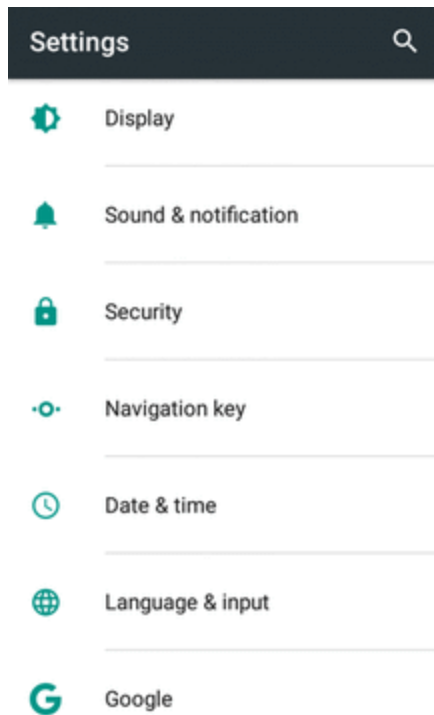 Settings
Display
Sound & notification
Security
Navigation key
Date & time
Language & input
Google